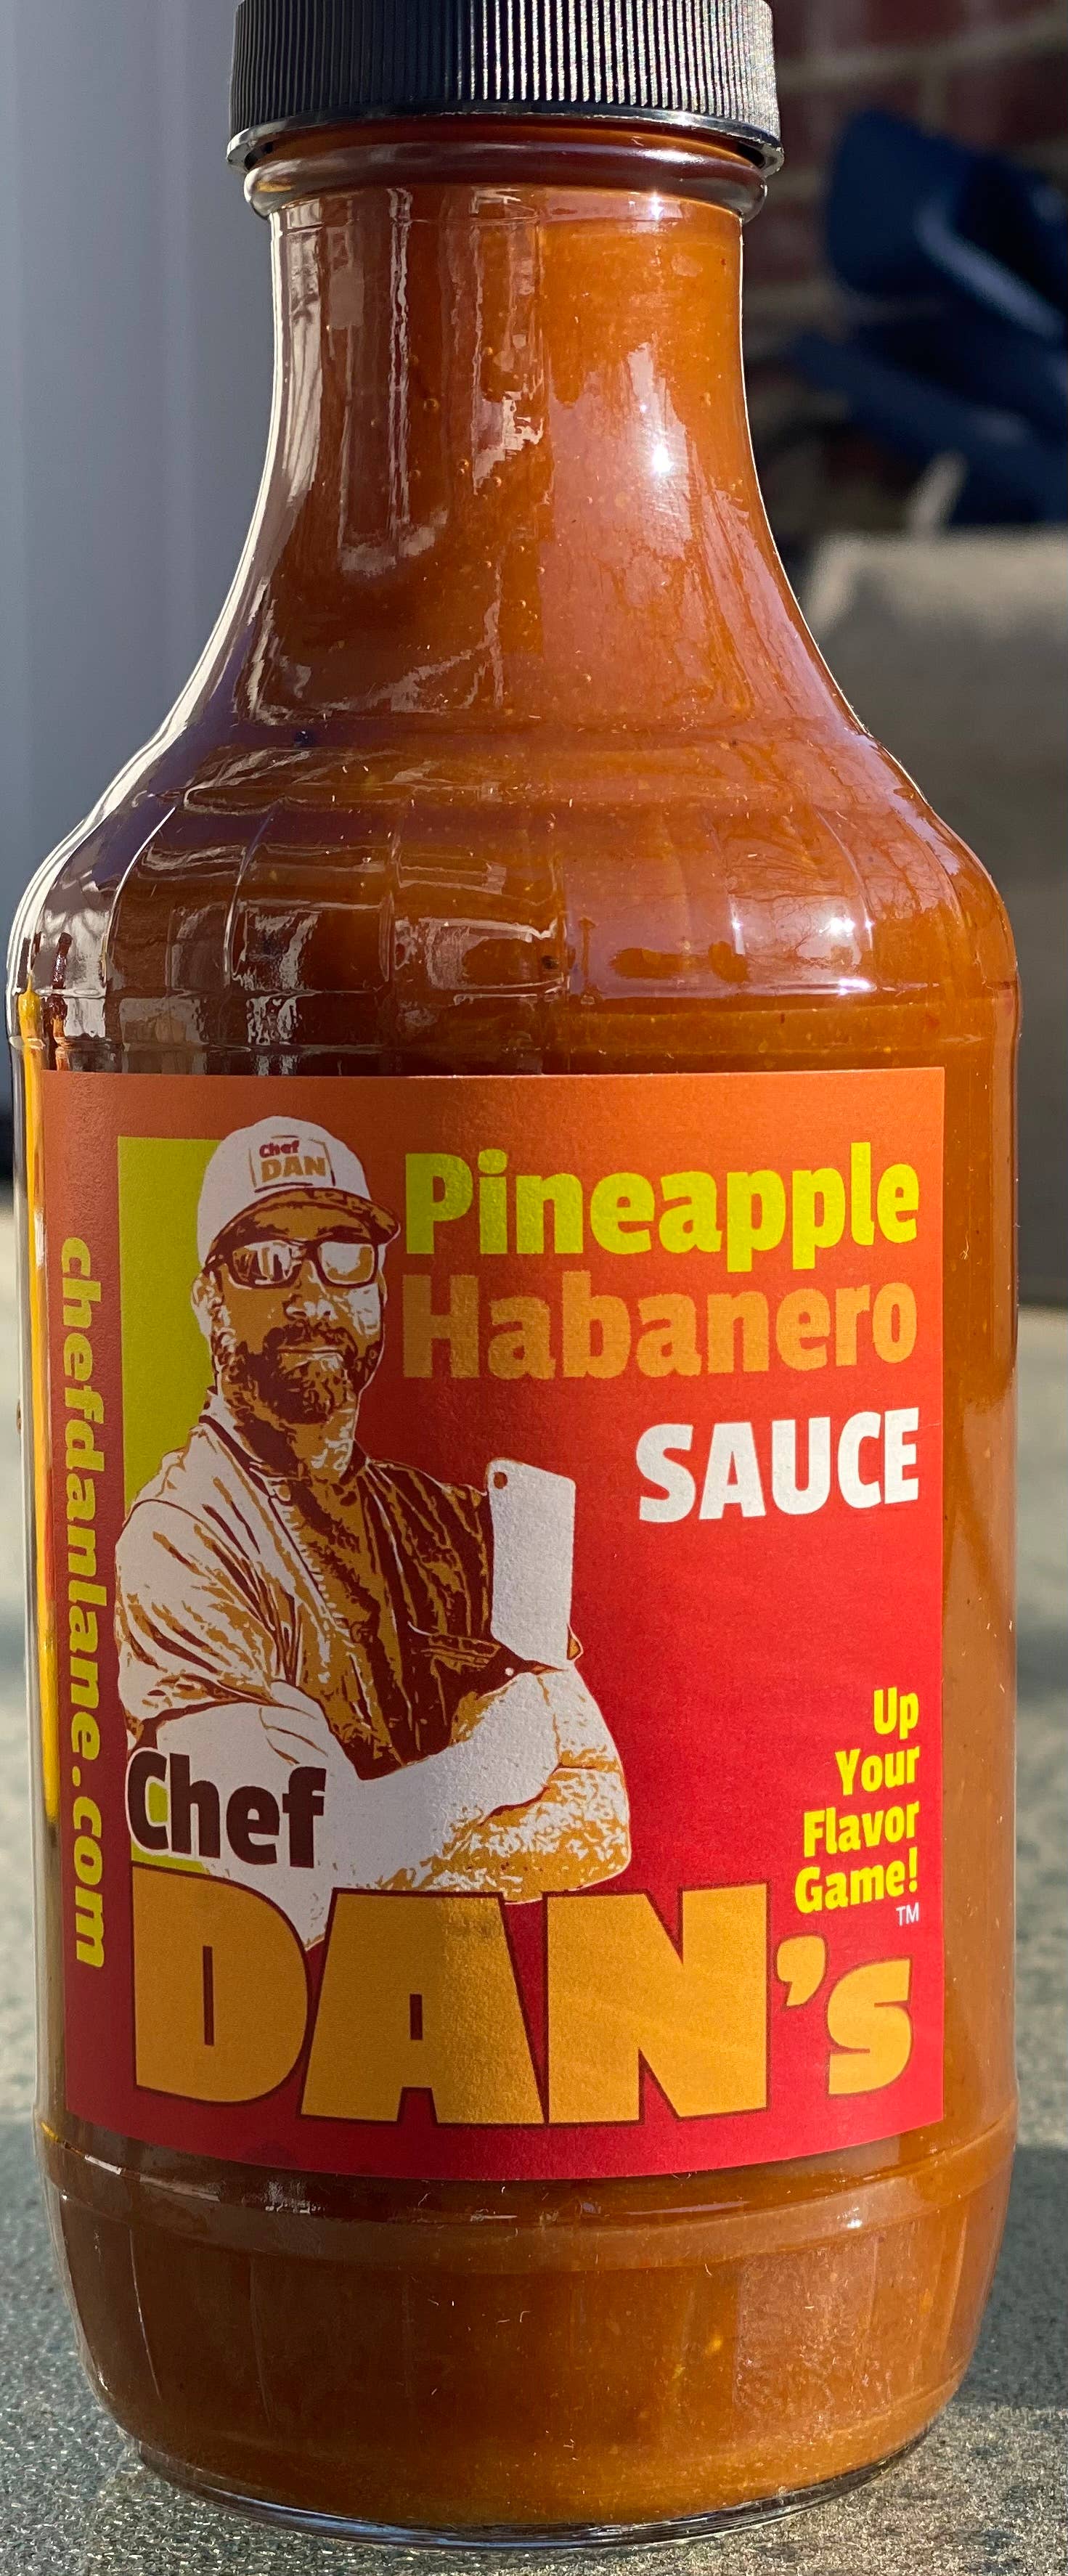 Chef
DAN
Pineapple
Habanero
SAUCE
chefdanlane.com
Up
Your
Flavor
Game!
TM
Chef
DAN's